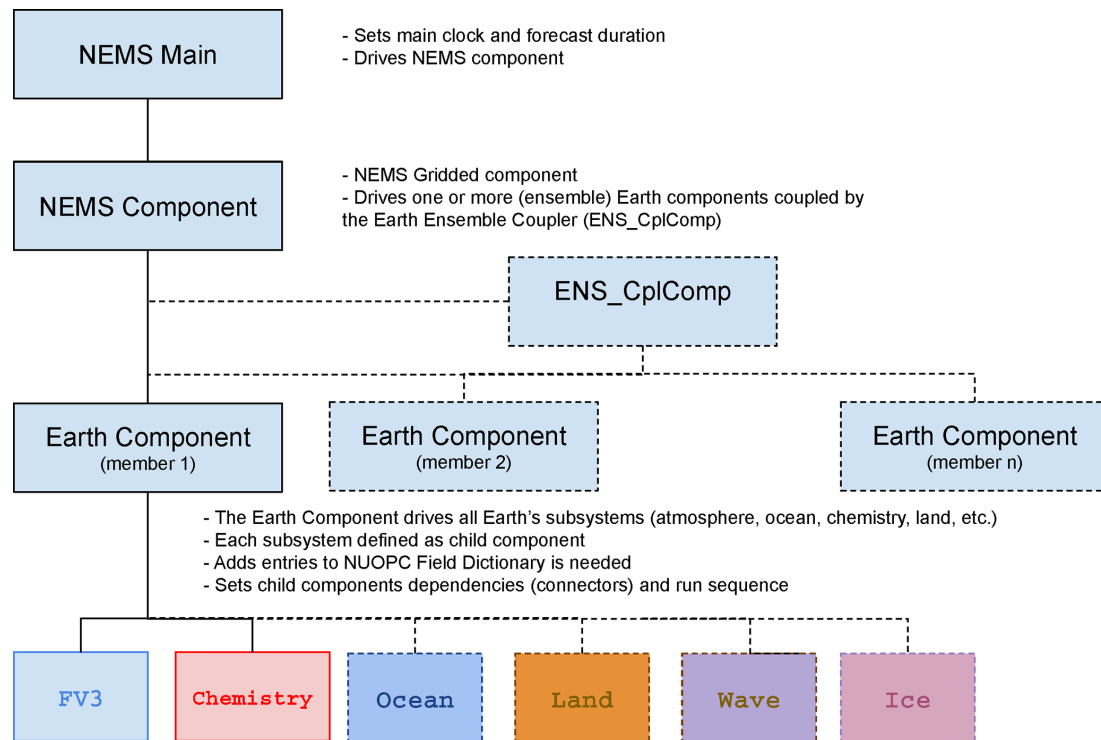 NEMS Main
- Sets main clock and forecast duration
- Drives NEMS component
NEMS Component
- NEMS Gridded component
- Drives one or more (ensemble) Earth components coupled by
the Earth Ensemble Coupler (ENS_CplComp)
ENS_CplComp
Earth Component
(member 1)
Earth Component
(member 2)
Earth Component
(member n)
- The Earth Component drives all Earth's subsystems (atmosphere, ocean, chemistry, land, etc.)
- Each subsystem defined as child component
- Adds entries to NUOPC Field Dictionary is needed
- Sets child components dependencies (connectors) and run sequence
FV3
Chemistry
Ocean
Land
Wave
Ice